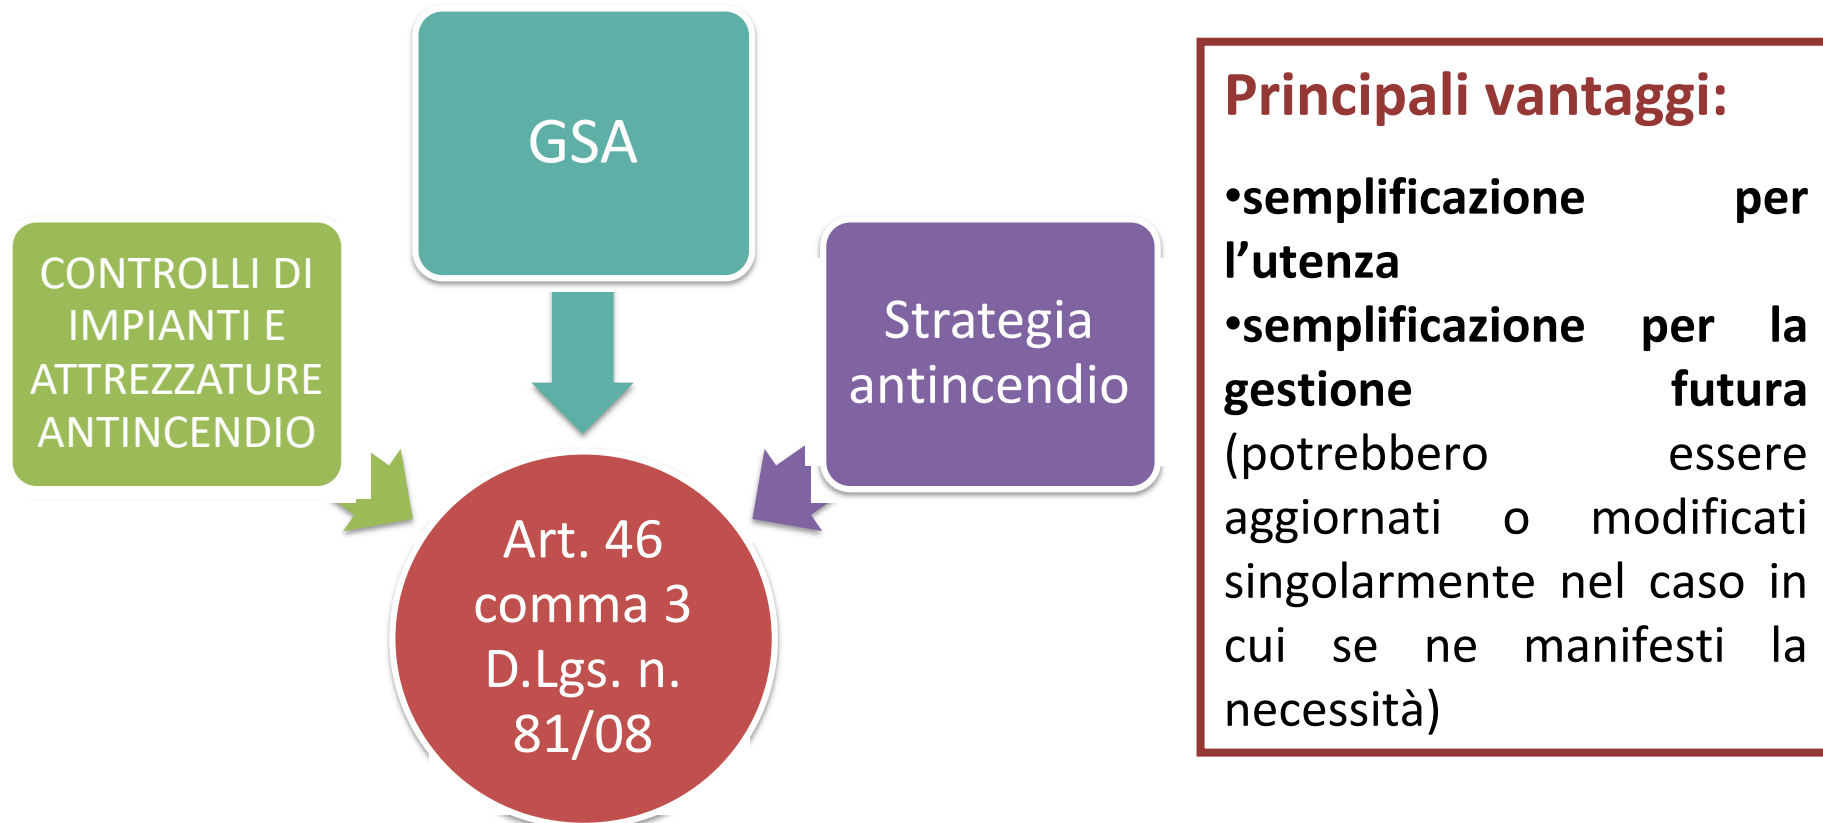 GSA
CONTROLLI DI
IMPIANTI E
ATTREZZATURE
ANTINCENDIO
Strategia
antincendio
Art. 46
comma 3
D.Lgs. n.
81/08
Principali vantaggi:
•semplificazione per
l’utenza
•semplificazione per la
gestione futura
(potrebbero essere
aggiornati o modificati
singolarmente nel caso in
cui se ne manifesti la
necessità)